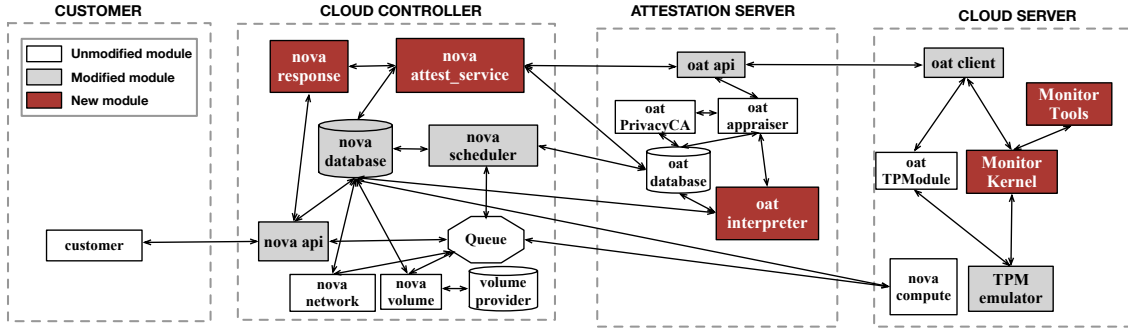 CUSTOMER
CLOUD CONTROLLER
ATTESTATION SERVER
CLOUD SERVER
Unmodified module
Modified module
New module
nova
response
nova
attest_service
oat api
oat client
Monitor
Tools
oat
PrivacyCA
oat
appraiser
nova
database
nova
scheduler
oat
database
oat
TPModule
Monitor
Kernel
oat
interpreter
customer
nova api
Queue
nova
network
nova
volume
volume
provider
nova
compute
TPM
emulator